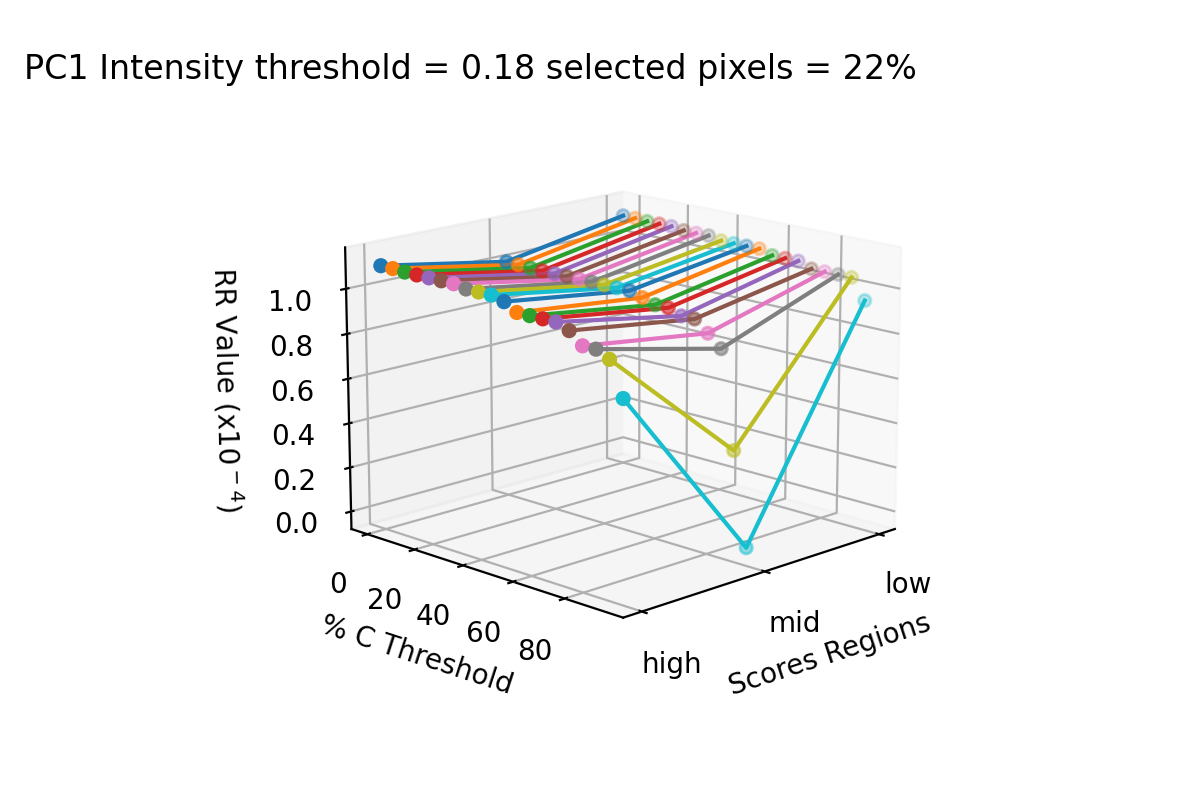 PC1 Intensity threshold = 0.18 selected pixels = 22%
RR Value (x10⁻⁴)
1.0
0.8
0.6
0.4
0.2
0.0
0
20
40
60
80
% C Threshold
high
mid
low
Scores Regions